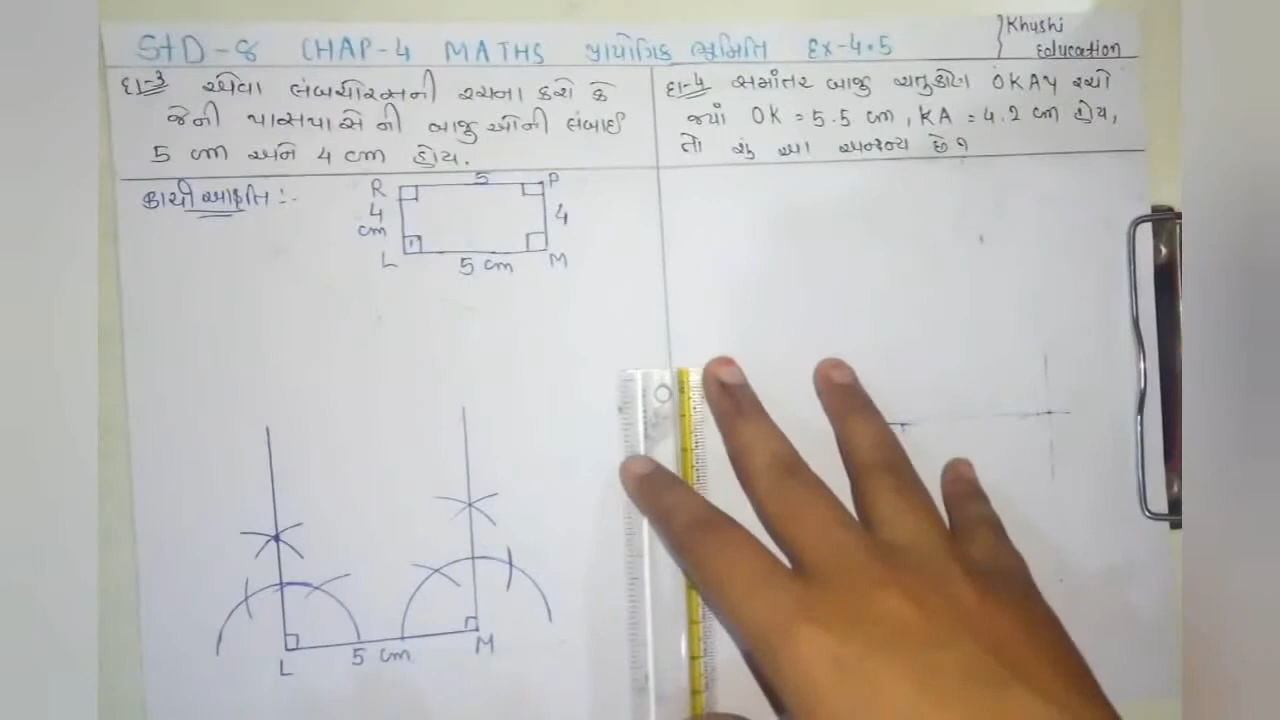 StD-8 CHAP-4 MATHS પ્રાયોગિક ભૂમિતિ Ex-4.5
Khushi
Education
દા-3 એવા લંબચોરસની રચના કરો કે
જેની પાસપાસેની બાજુઓની લંબાઈ
5 cm અને 4 cm હોય.
દા-4 સમાંતર બાજુ ચતુષ્કોણ OKAY રચો
જ્યાં OK = 5.5 cm, KA = 4.2 cm હોય,
તો શું આ અનન્ય છે?
કાચી આકૃતિ :-
R 5 P
4 cm 4
L 5 cm M
L 5 cm M